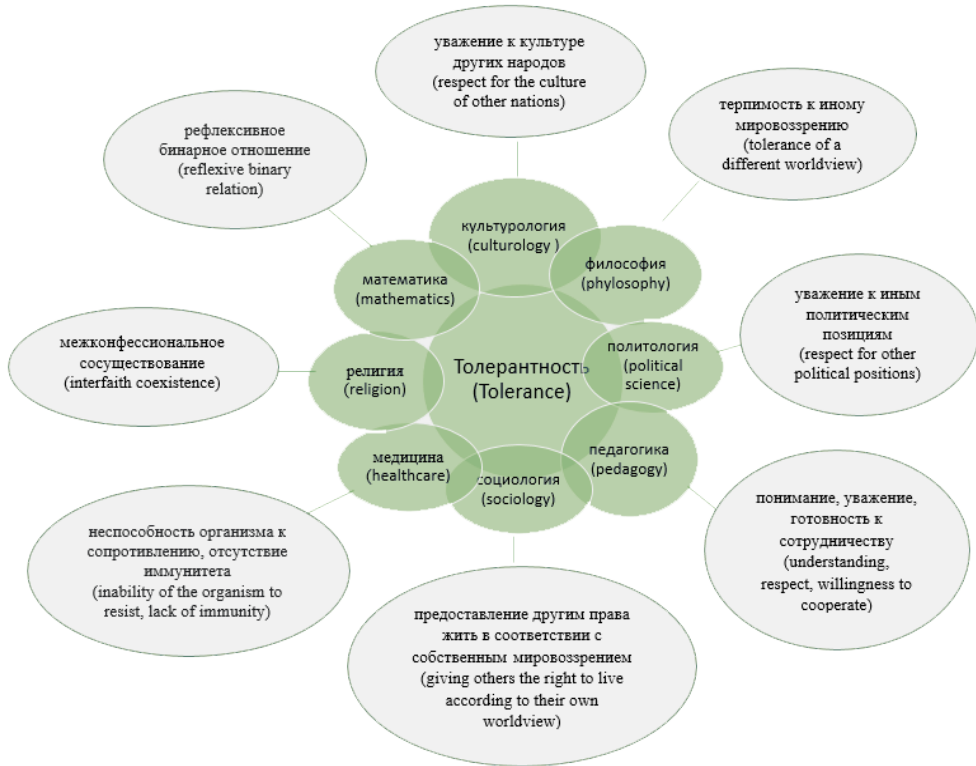 уважение к культуре
других народов
(respect for the culture
of other nations)
терпимость к иному
мировоззрению
(tolerance of a
different worldview)
рефлексивное
бинарное отношение
(reflexive binary
relation)
культурология
(culturology )
философия
(phylosophy)
математика
(mathematics)
уважение к иным
политическим
позициям
(respect for other
political positions)
межконфессиональное
сосуществование
(interfaith coexistence)
религия
(religion)
Толерантность
(Tolerance)
политология
(political
science)
медицина
(healthcare)
социология
(sociology)
педагогика
(pedagogy)
понимание, уважение,
готовность к
сотрудничеству
(understanding,
respect, willingness to
cooperate)
неспособность организма к
сопротивлению, отсутствие
иммунитета
(inability of the organism to
resist, lack of immunity)
предоставление другим права
жить в соответствии с
собственным мировоззрением
(giving others the right to live
according to their own
worldview)